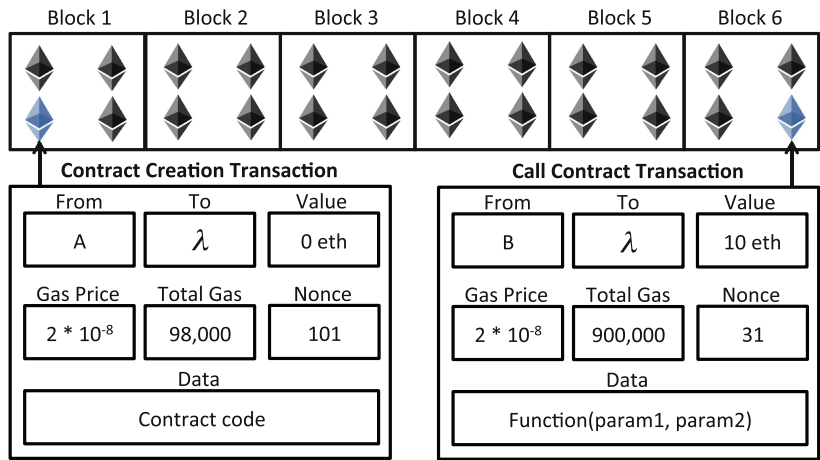 Block 1 Block 2 Block 3 Block 4 Block 5 Block 6
Contract Creation Transaction
From To Value
A λ 0 eth
Gas Price Total Gas Nonce
2 * 10⁻⁸ 98,000 101
Data
Contract code
Call Contract Transaction
From To Value
B λ 10 eth
Gas Price Total Gas Nonce
2 * 10⁻⁸ 900,000 31
Data
Function(param1, param2)